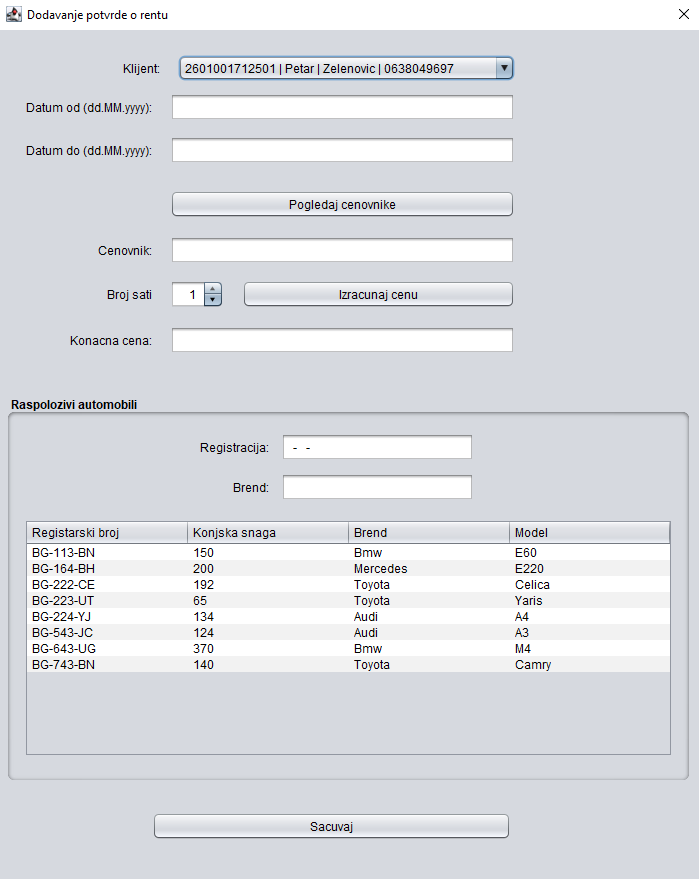 Dodavanje potvrde o rentu
Klijent: 2601001712501 | Petar | Zelenovic | 0638049697
Datum od (dd.MM.yyyy):
Datum do (dd.MM.yyyy):
Pogledaj cenovnike
Cenovnik:
Broj sati 1 Izracunaj cenu
Konacna cena:
Raspolozivi automobili
Registracija: - -
Brend:
Registarski broj Konjska snaga Brend Model
BG-113-BN 150 Bmw E60
BG-164-BH 200 Mercedes E220
BG-222-CE 192 Toyota Celica
BG-223-UT 65 Toyota Yaris
BG-224-YJ 134 Audi A4
BG-543-JC 124 Audi A3
BG-643-UG 370 Bmw M4
BG-743-BN 140 Toyota Camry
Sacuvaj